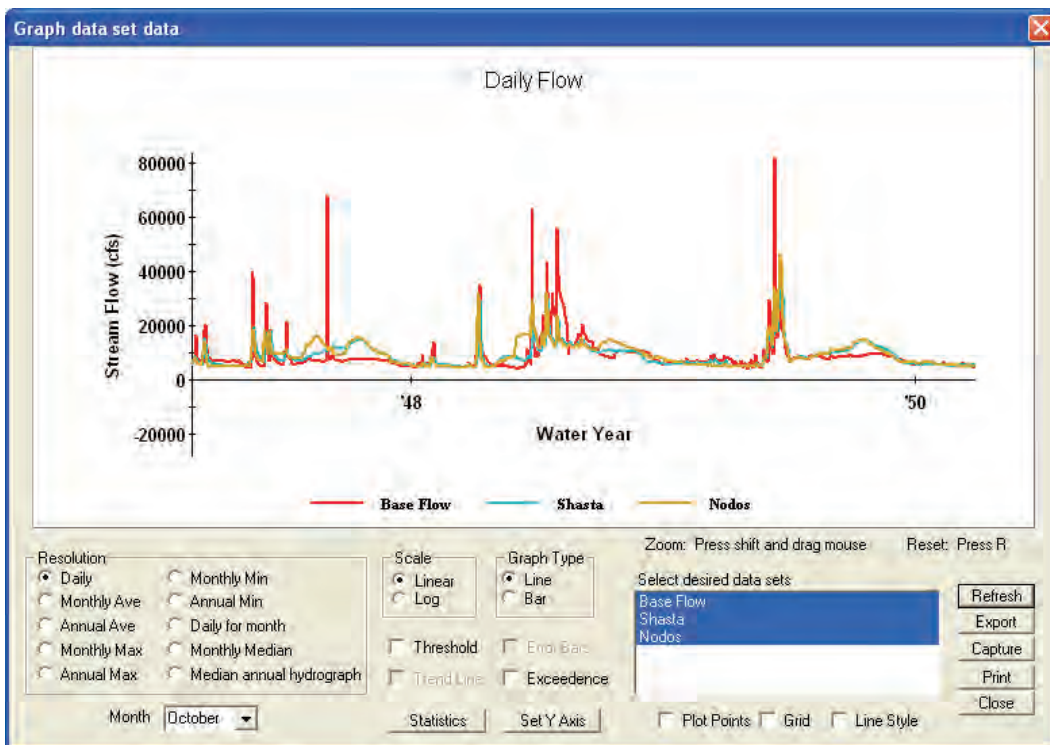 Graph data set data
Daily Flow
Stream Flow (cfs)
80000
60000
40000
20000
0
-20000
'48
'50
Water Year
Base Flow Shasta Nodos
Zoom: Press shift and drag mouse Reset: Press R
Resolution
Daily
Monthly Ave
Annual Ave
Monthly Max
Annual Max
Monthly Min
Annual Min
Daily for month
Monthly Median
Median annual hydrograph
Month October
Scale
Linear
Log
Graph Type
Line
Bar
Threshold
Error Bars
Trend Line
Exceedence
Statistics
Set Y Axis
Select desired data sets
Base Flow
Shasta
Nodos
Plot Points Grid Line Style
Refresh
Export
Capture
Print
Close